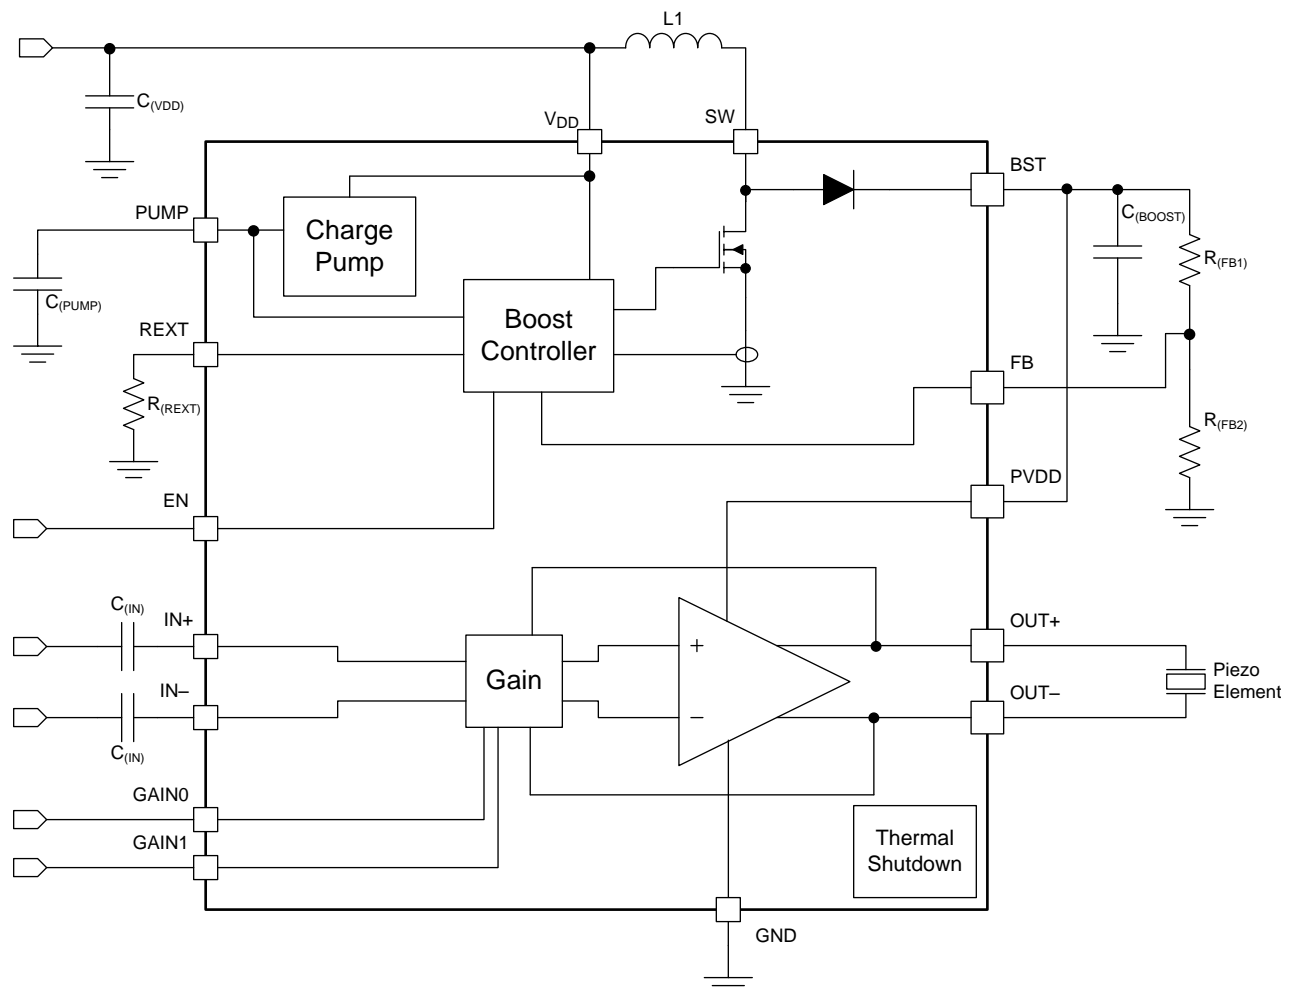 L1
C(VDD)
VDD
SW
BST
PUMP
Charge
Pump
C(BOOST)
R(FB1)
C(PUMP)
REXT
Boost
Controller
FB
R(REXT)
R(FB2)
EN
PVDD
C(IN)
IN+
OUT+
+
Gain
Piezo
Element
IN–
OUT–
–
C(IN)
GAIN0
GAIN1
Thermal
Shutdown
GND